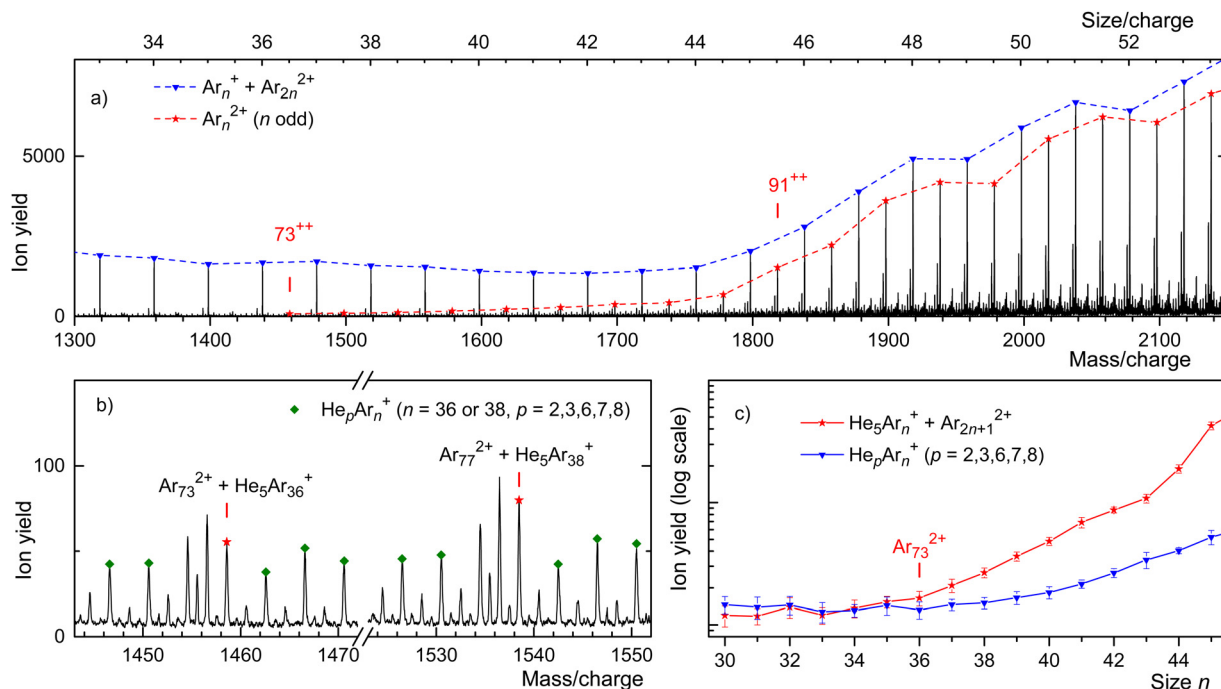 Size/charge
34 36 38 40 42 44 46 48 50 52
a)
Arₙ⁺ + Ar₂ₙ²⁺
Arₙ²⁺ (n odd)
5000
0
Ion yield
73⁺⁺
91⁺⁺
1300 1400 1500 1600 1700 1800 1900 2000 2100
Mass/charge
b)
HeₚArₙ⁺ (n = 36 or 38, p = 2,3,6,7,8)
100
0
Ion yield
Ar₇₇²⁺ + He₅Ar₃₈⁺
Ar₇₃²⁺ + He₅Ar₃₆⁺
1450 1460 1470 1530 1540 1550
Mass/charge
c)
He₅Arₙ⁺ + Ar₂ₙ₊₁²⁺
HeₚArₙ⁺ (p = 2,3,6,7,8)
Ion yield (log scale)
Ar₇₃²⁺
30 32 34 36 38 40 42 44
Size n